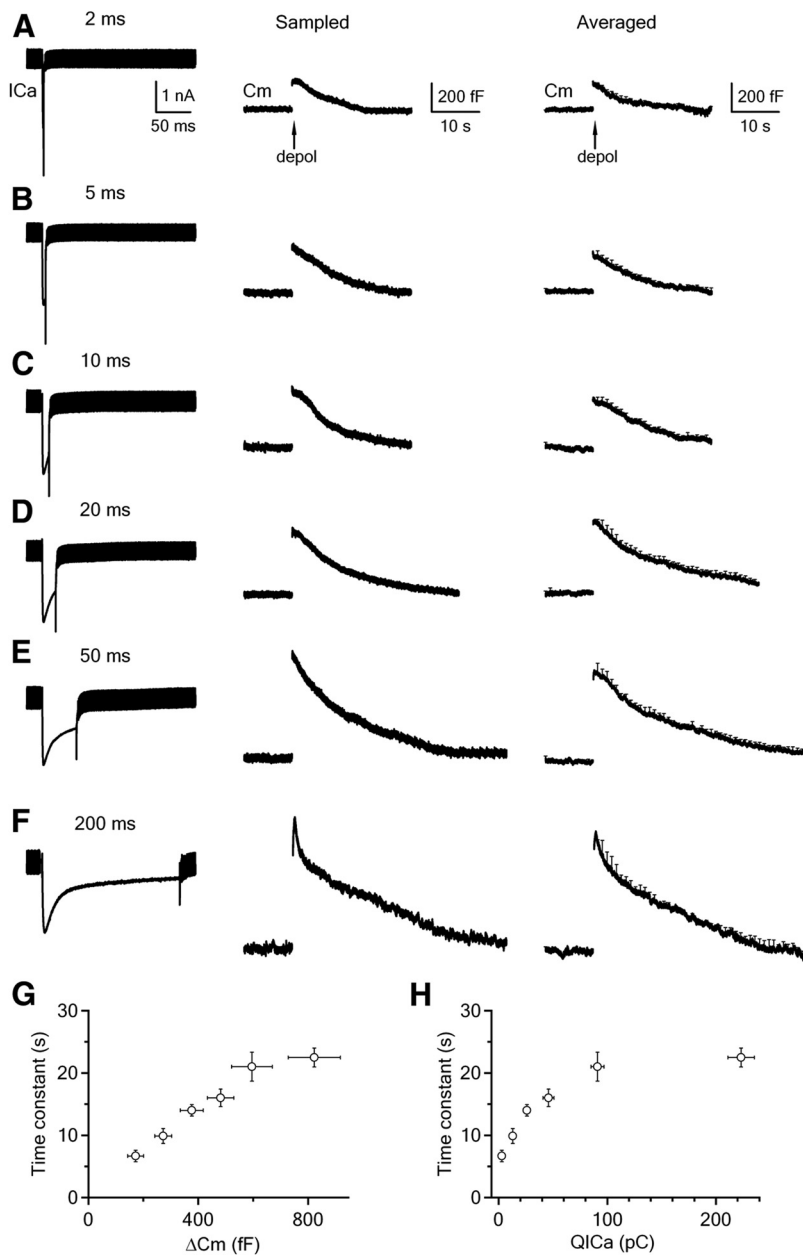 A 2 ms Sampled Averaged
ICa 1 nA 50 ms Cm 200 fF 10 s Cm 200 fF 10 s
depol depol
B 5 ms
C 10 ms
D 20 ms
E 50 ms
F 200 ms
G
Time constant (s)
30
20
10
0
0 400 800
ΔCm (fF)
H
Time constant (s)
30
20
10
0
0 100 200
QICa (pC)